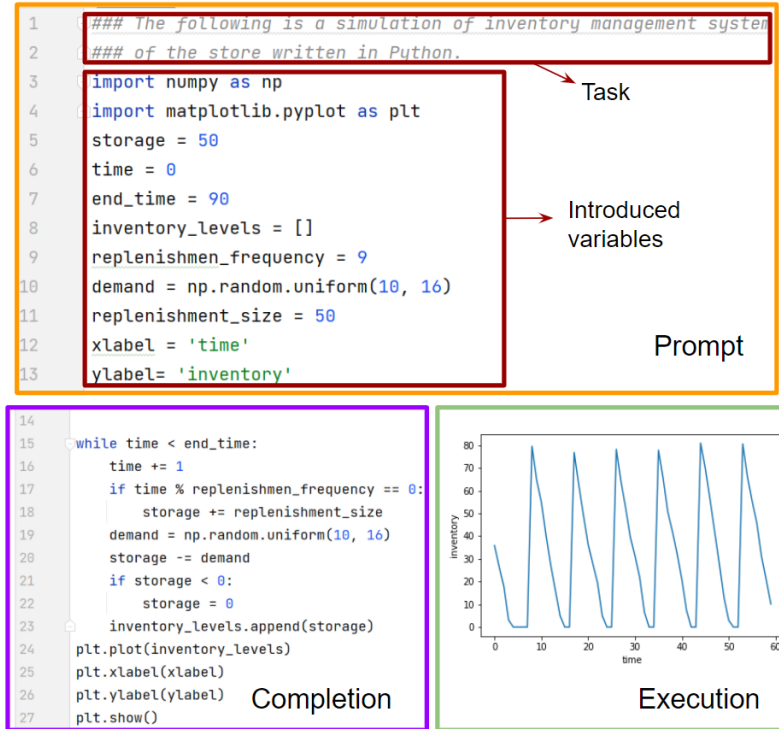 1 ### The following is a simulation of inventory management system
2 ### of the store written in Python.
3 import numpy as np
4 import matplotlib.pyplot as plt
5 storage = 50
6 time = 0
7 end_time = 90
8 inventory_levels = []
9 replenishmen_frequency = 9
10 demand = np.random.uniform(10, 16)
11 replenishment_size = 50
12 xlabel = 'time'
13 ylabel= 'inventory'
Task
Introduced
variables
Prompt
14
15 while time < end_time:
16 time += 1
17 if time % replenishmen_frequency == 0:
18 storage += replenishment_size
19 demand = np.random.uniform(10, 16)
20 storage -= demand
21 if storage < 0:
22 storage = 0
23 inventory_levels.append(storage)
24 plt.plot(inventory_levels)
25 plt.xlabel(xlabel)
26 plt.ylabel(ylabel)
27 plt.show()
Completion
80
70
60
50
40
30
20
10
0
inventory
0 10 20 30 40 50 60
time
Execution